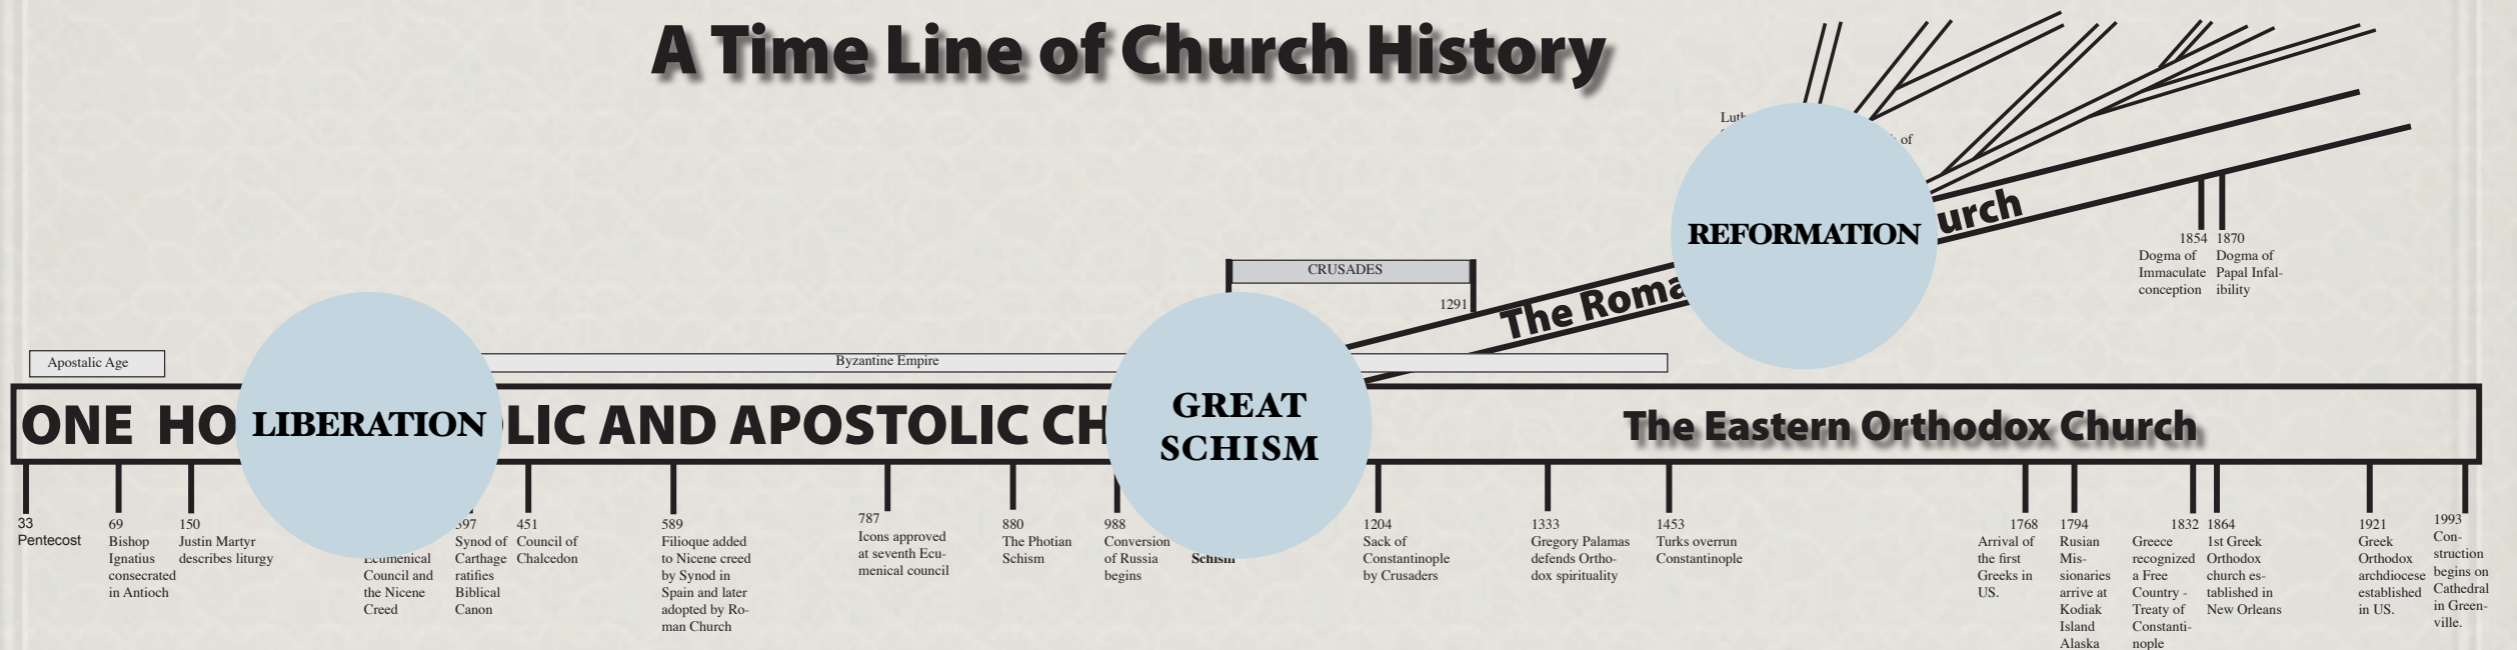 A Time Line of Church History
of
REFORMATION
urch
1854
Dogma of
Immaculate
conception
1870
Dogma of
Papal Infal-
ibility
CRUSADES
1291
The Roma
Apostalic Age
Byzantine Empire
ONE HO
LIBERATION
LIC AND APOSTOLIC CH
GREAT
SCHISM
The Eastern Orthodox Church
33
Pentecost
69
Bishop
Ignatius
consecrated
in Antioch
150
Justin Martyr
describes liturgy
Ecumenical
Council and
the Nicene
Creed
397
Synod of
Carthage
ratifies
Biblical
Canon
451
Council of
Chalcedon
589
Filioque added
to Nicene creed
by Synod in
Spain and later
adopted by Ro-
man Church
787
Icons approved
at seventh Ecu-
menical council
880
The Photian
Schism
988
Conversion
of Russia
begins
Schism
1204
Sack of
Constantinople
by Crusaders
1333
Gregory Palamas
defends Ortho-
dox spirituality
1453
Turks overrun
Constantinople
1768
Arrival of
the first
Greeks in
US.
1794
Rusian
Mis-
sionaries
arrive at
Kodiak
Island
Alaska
1832
Greece
recognized
a Free
Country -
Treaty of
Constanti-
nople
1864
1st Greek
Orthodox
church es-
tablished in
New Orleans
1921
Greek
Orthodox
archdiocese
established
in US.
1993
Con-
struction
begins on
Cathedral
in Green-
ville.